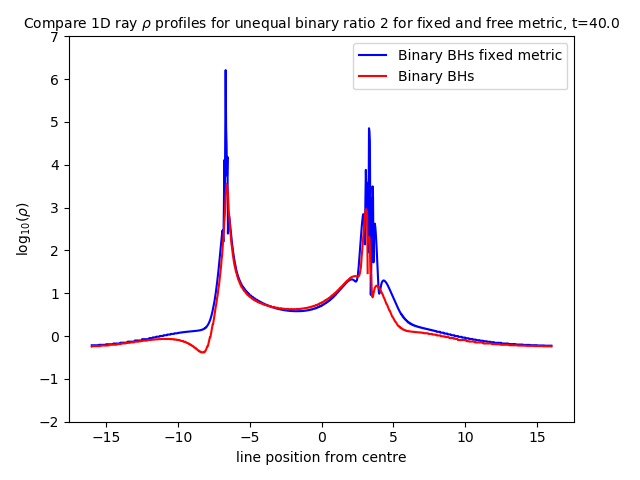 Compare 1D ray ρ profiles for unequal binary ratio 2 for fixed and free metric, t=40.0
Binary BHs fixed metric
Binary BHs
7
6
5
4
3
2
1
0
−1
−2
log₁₀(ρ)
−15 −10 −5 0 5 10 15
line position from centre